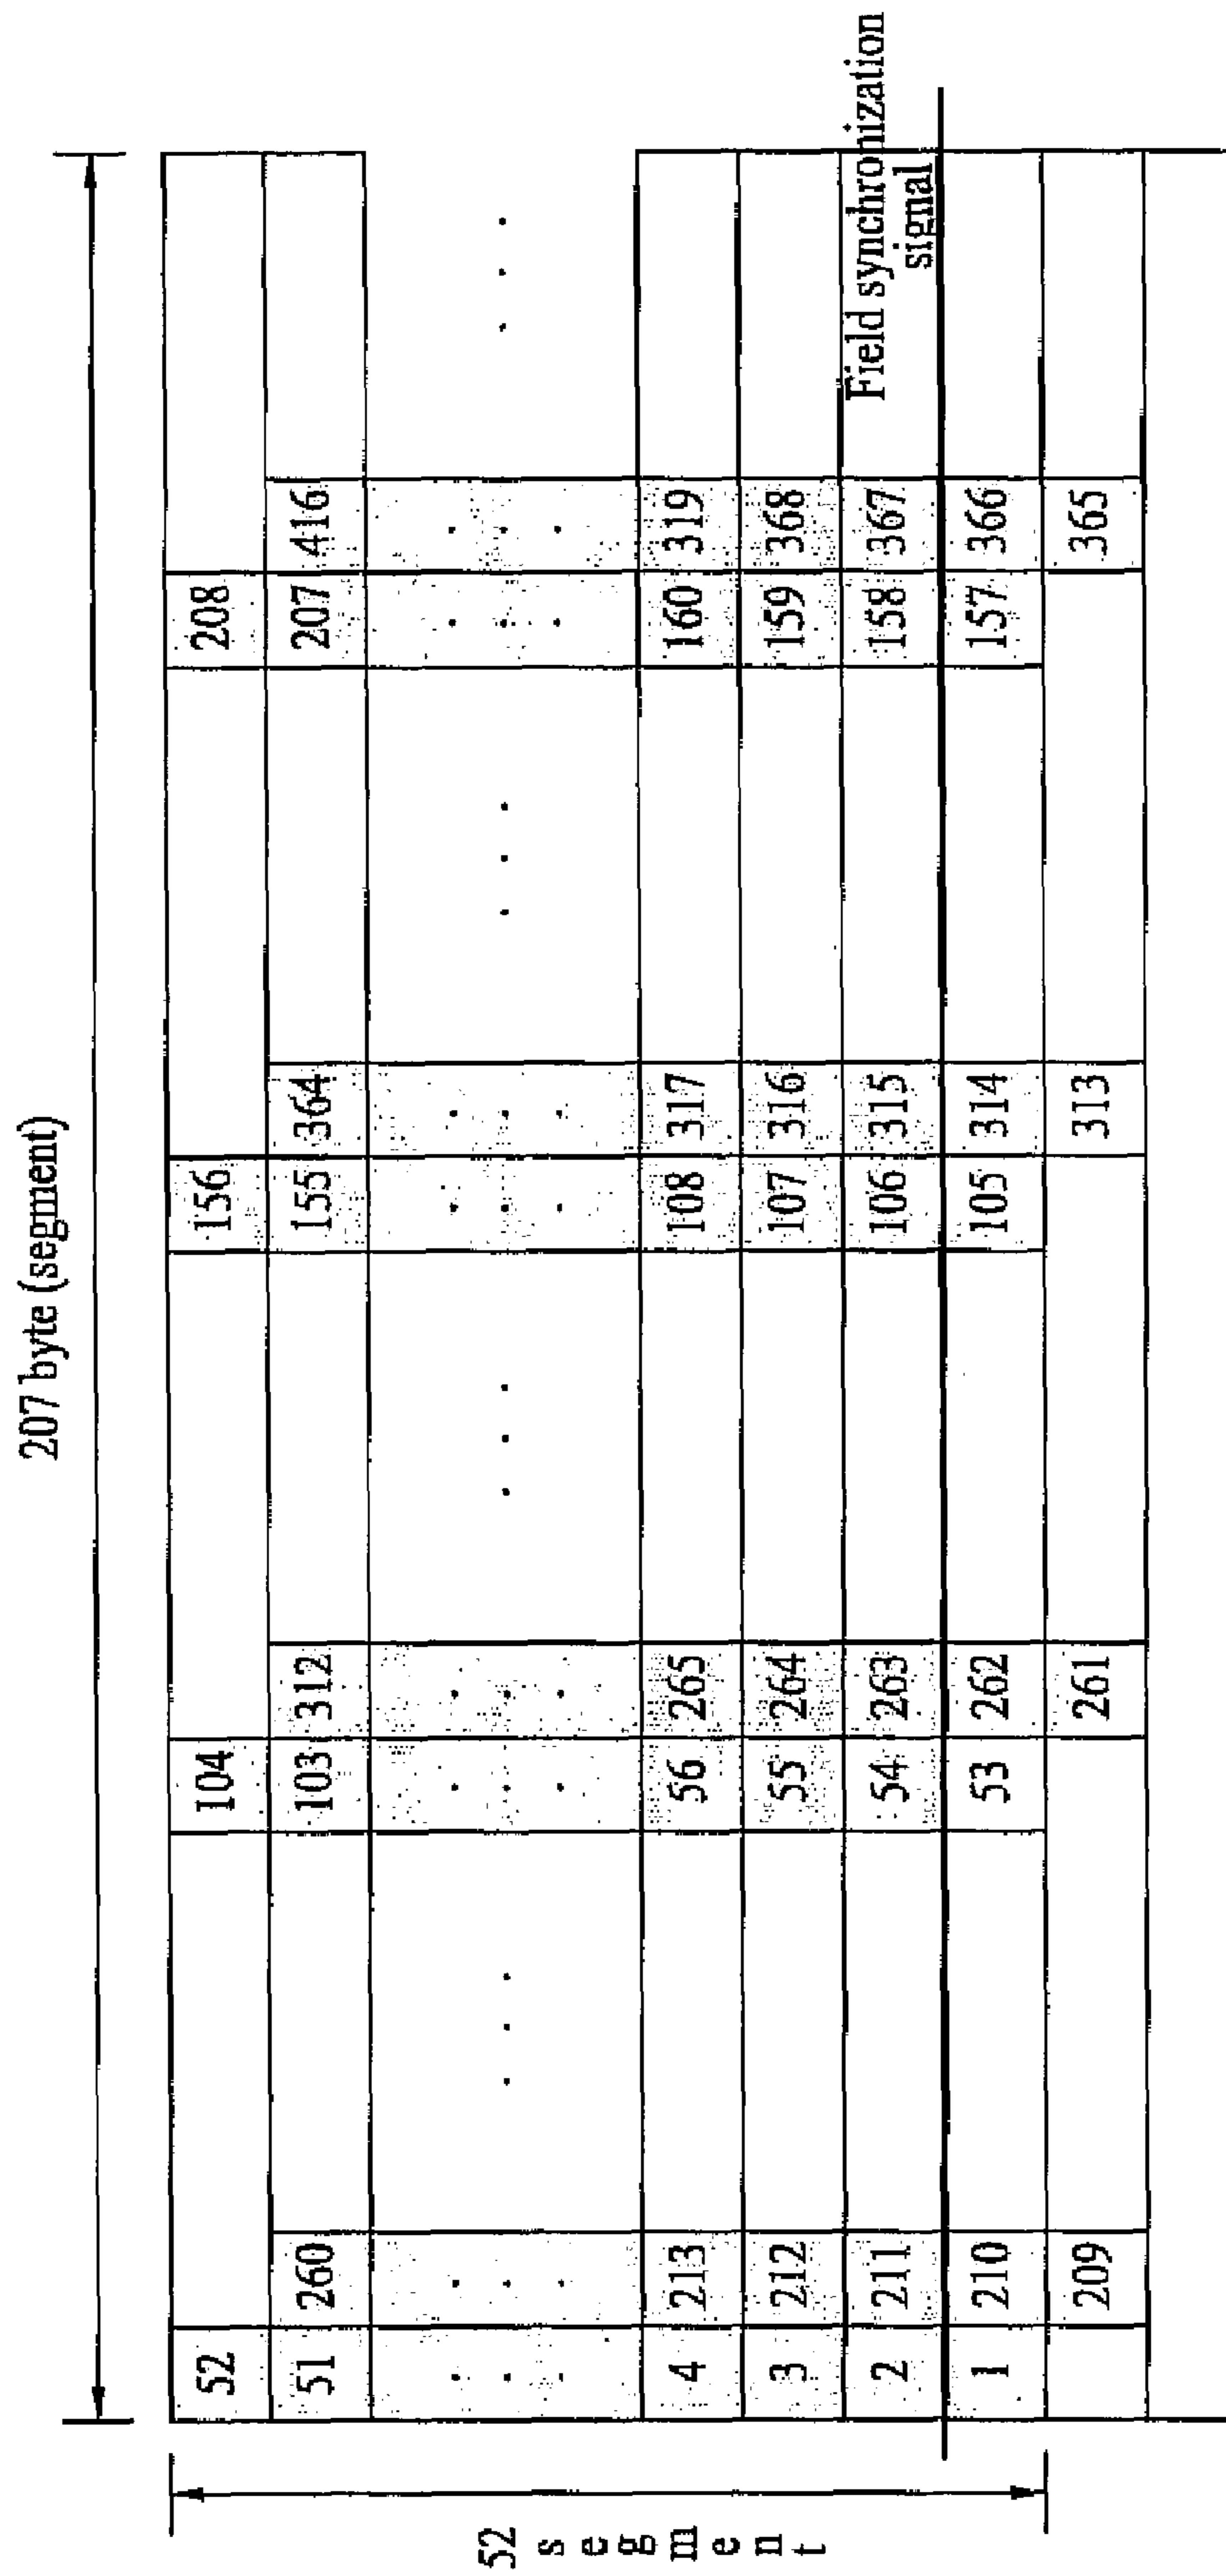 207 byte (segment)
52 104 156 208
51 260 103 312 155 364 207 416
52
s
e
g
m
e
n
t
4 213 56 265 108 317 160 319
3 212 55 264 107 316 159 368
2 211 54 263 106 315 158 367
Field synchronization
signal
1 210 53 262 105 314 157 366
209 261 313 365